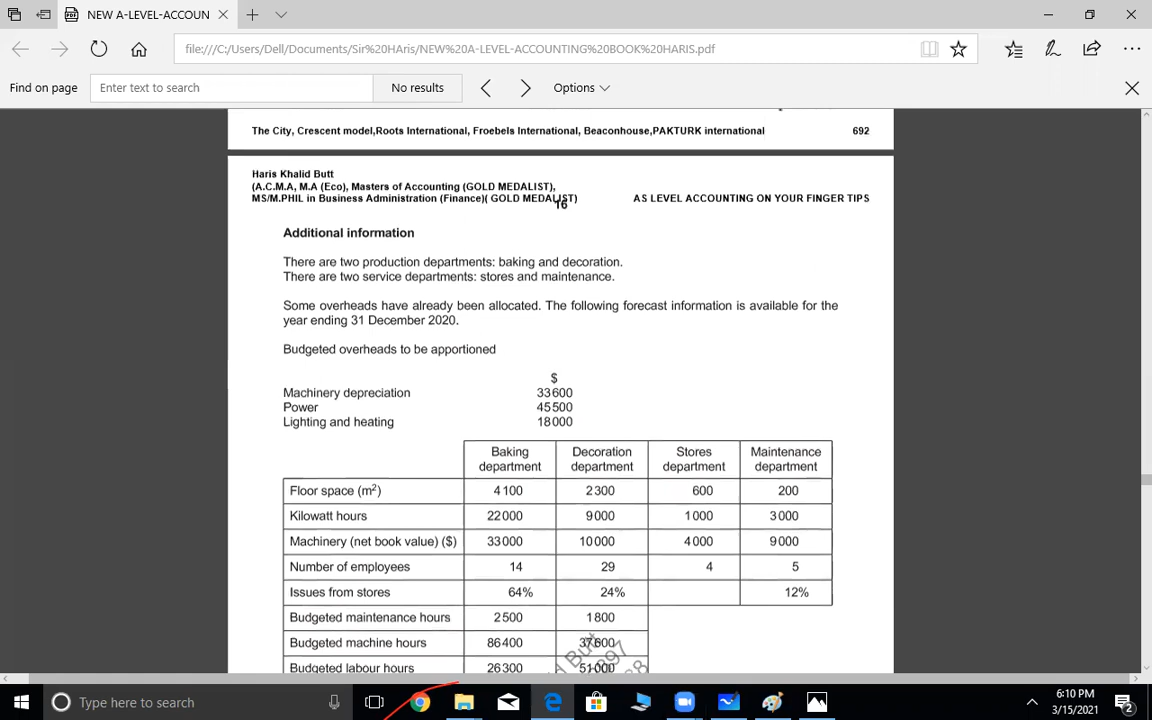 NEW A-LEVEL-ACCOUN
file:///C:/Users/Dell/Documents/Sir%20HAris/NEW%20A-LEVEL-ACCOUNTING%20BOOK%20HARIS.pdf
Find on page Enter text to search No results Options
The City, Crescent model,Roots International, Froebels International, Beaconhouse,PAKTURK international 692
Haris Khalid Butt
(A.C.M.A, M.A (Eco), Masters of Accounting (GOLD MEDALIST),
MS/M.PHIL in Business Administration (Finance)( GOLD MEDALIST) AS LEVEL ACCOUNTING ON YOUR FINGER TIPS
16
Additional information
There are two production departments: baking and decoration.
There are two service departments: stores and maintenance.
Some overheads have already been allocated. The following forecast information is available for the
year ending 31 December 2020.
Budgeted overheads to be apportioned
$
Machinery depreciation 33600
Power 45500
Lighting and heating 18000
Baking Decoration Stores Maintenance
department department department department
Floor space (m²) 4100 2300 600 200
Kilowatt hours 22000 9000 1000 3000
Machinery (net book value) ($) 33000 10000 4000 9000
Number of employees 14 29 4 5
Issues from stores 64% 24% 12%
Budgeted maintenance hours 2500 1800
Budgeted machine hours 86400 37600
Budgeted labour hours 26300 51000
Type here to search
6:10 PM
3/15/2021
2